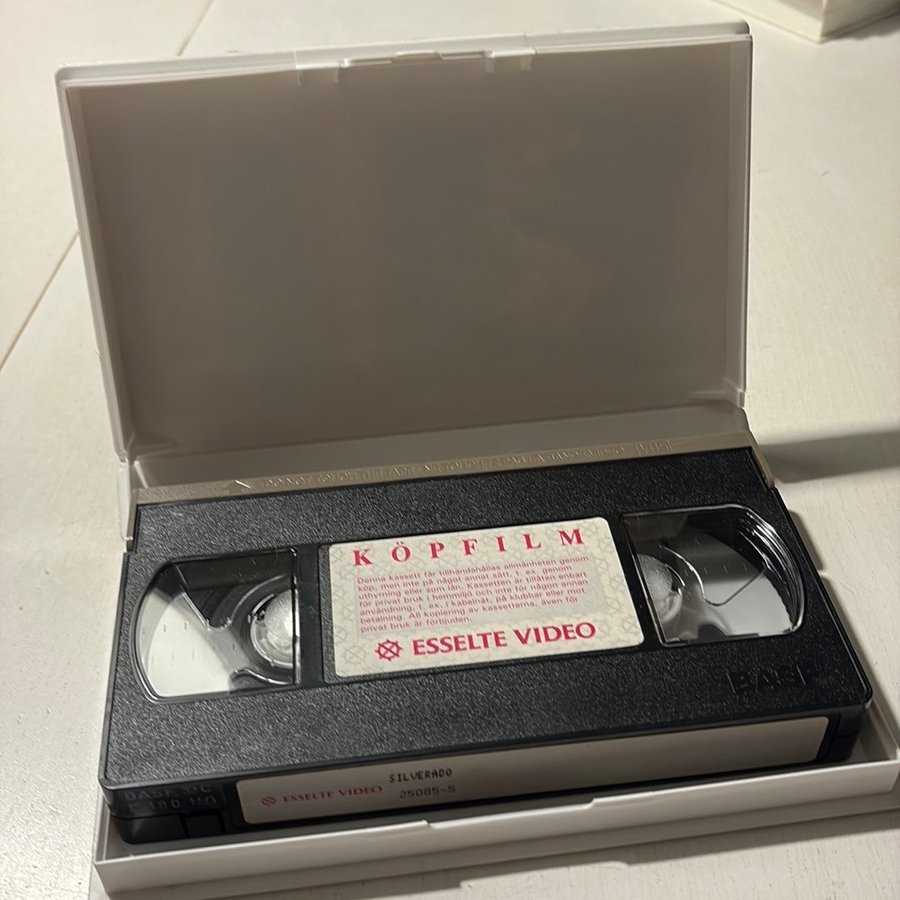 KÖPFILM
Denna kassett får tillhandahållas allmänheten genom
köp, men inte på något annat sätt, t. ex. genom
uthyrning eller som lån. Kassetten är tillåten enbart
för privat bruk i hemmiljö och inte för någon annan
användning, t. ex. i kabelnät, på klubbar eller mot
betalning. All kopiering av kassetterna, även för
privat bruk är förbjuden.
ESSELTE VIDEO
BASF
SILVERADO
ESSELTE VIDEO 25085-5
BASF